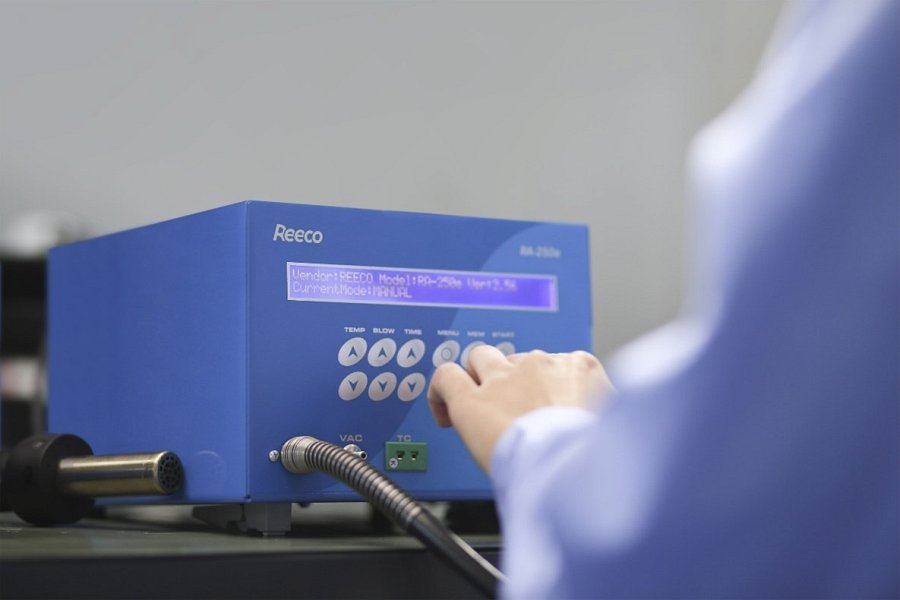 Reeco
RA-250e
Vendor:REECO Model:RA-250e Ver:2.56
CurrentMode:MANUAL
TEMP BLOW TIME MENU MEM START
VAC TC